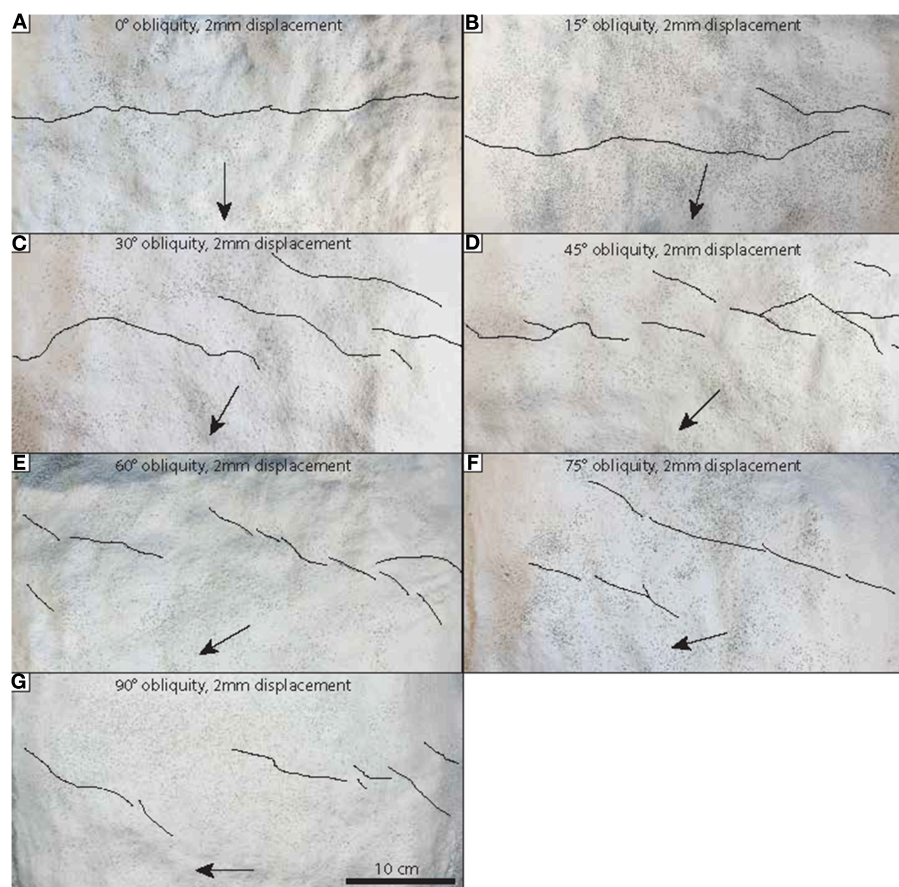 A
0° obliquity, 2mm displacement
B
15° obliquity, 2mm displacement
C
30° obliquity, 2mm displacement
D
45° obliquity, 2mm displacement
E
60° obliquity, 2mm displacement
F
75° obliquity, 2mm displacement
G
90° obliquity, 2mm displacement
10 cm